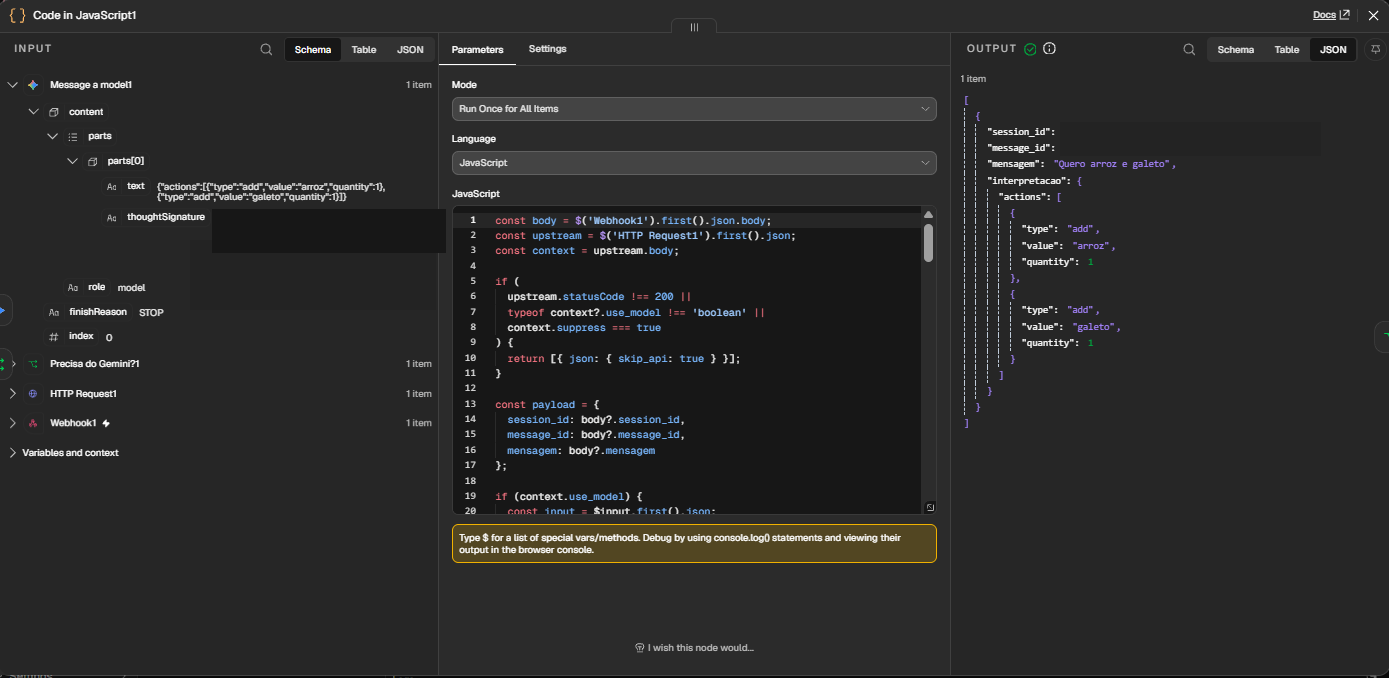 { } Code in JavaScript1
Docs
INPUT
Schema Table JSON
Message a model1 1 item
content
parts
parts[0]
text {"actions":[{"type":"add","value":"arroz","quantity":1},
{"type":"add","value":"galeto","quantity":1}]}
thoughtSignature
role model
finishReason STOP
# index 0
Precisa do Gemini?1 1 item
HTTP Request1 1 item
Webhook1 1 item
Variables and context
Parameters Settings
Mode
Run Once for All Items
Language
JavaScript
JavaScript
1 const body = $('Webhook1').first().json.body;
2 const upstream = $('HTTP Request1').first().json;
3 const context = upstream.body;
4
5 if (
6 upstream.statusCode !== 200 ||
7 typeof context?.use_model !== 'boolean' ||
8 context.suppress === true
9 ) {
10 return [{ json: { skip_api: true } }];
11 }
12
13 const payload = {
14 session_id: body?.session_id,
15 message_id: body?.message_id,
16 mensagem: body?.mensagem
17 };
18
19 if (context.use_model) {
20 const input = $input.first().json;
Type $ for a list of special vars/methods. Debug by using console.log() statements and viewing their
output in the browser console.
I wish this node would...
OUTPUT
Schema Table JSON
1 item
[
{
"session_id":
"message_id":
"mensagem": "Quero arroz e galeto",
"interpretacao": {
"actions": [
{
"type": "add",
"value": "arroz",
"quantity": 1
},
{
"type": "add",
"value": "galeto",
"quantity": 1
}
]
}
}
]